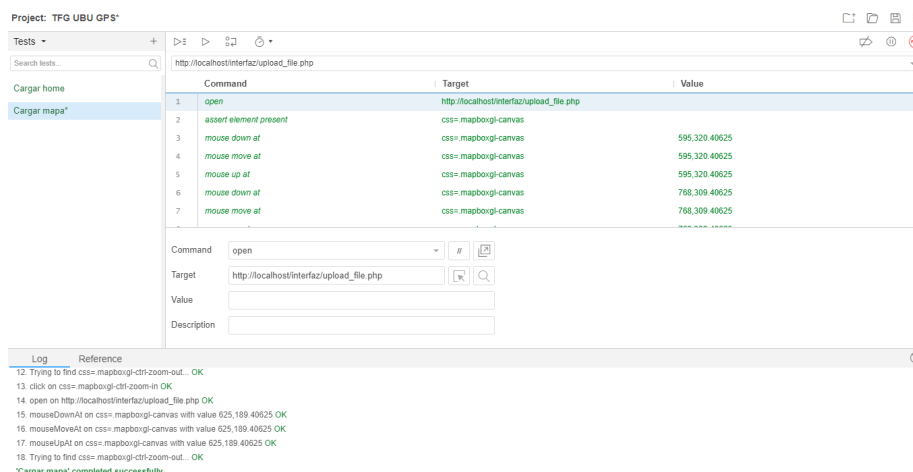 Project: TFG UBU GPS*
Tests
Search tests...
http://localhost/interfaz/upload_file.php
Cargar home
Cargar mapa*
Command Target Value
1 open http://localhost/interfaz/upload_file.php
2 assert element present css=.mapboxgl-canvas
3 mouse down at css=.mapboxgl-canvas 595,320.40625
4 mouse move at css=.mapboxgl-canvas 595,320.40625
5 mouse up at css=.mapboxgl-canvas 595,320.40625
6 mouse down at css=.mapboxgl-canvas 768,309.40625
7 mouse move at css=.mapboxgl-canvas 768,309.40625
Command open //
Target http://localhost/interfaz/upload_file.php
Value
Description
Log Reference
12. Trying to find css=.mapboxgl-ctrl-zoom-out... OK
13. click on css=.mapboxgl-ctrl-zoom-in OK
14. open on http://localhost/interfaz/upload_file.php OK
15. mouseDownAt on css=.mapboxgl-canvas with value 625,189.40625 OK
16. mouseMoveAt on css=.mapboxgl-canvas with value 625,189.40625 OK
17. mouseUpAt on css=.mapboxgl-canvas with value 625,189.40625 OK
18. Trying to find css=.mapboxgl-ctrl-zoom-out... OK
'Cargar mapa' completed successfully